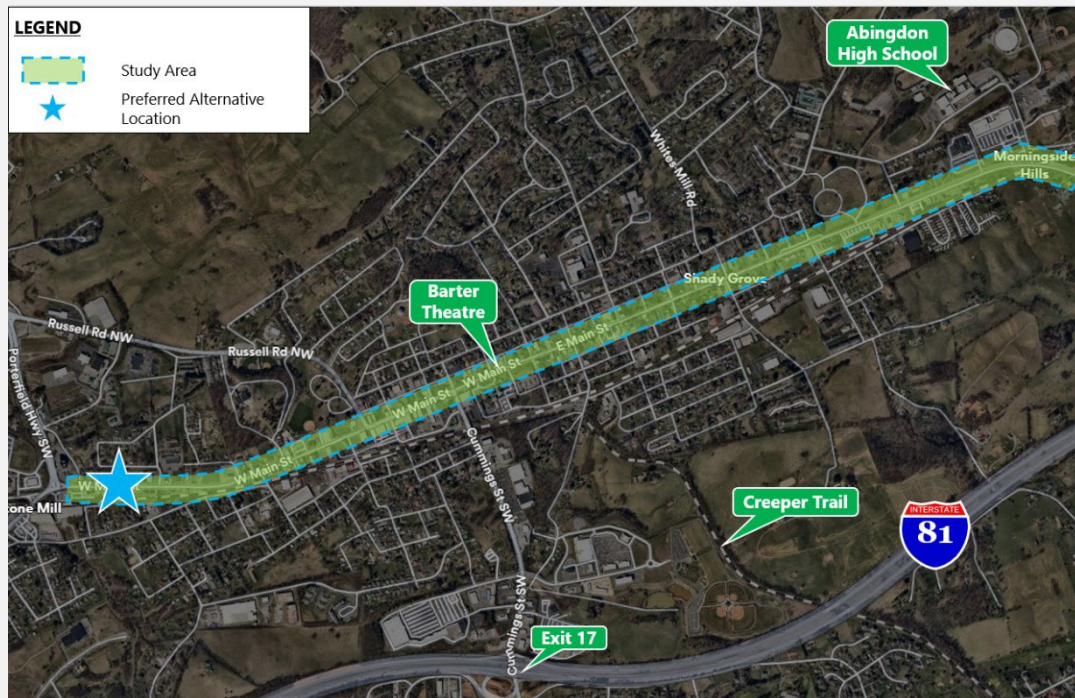 LEGEND
Study Area
Preferred Alternative
Location
Abingdon
High School
Whites Mill Rd
Morningside
Hills
Shady Grove
Barter
Theatre
Russell Rd NW
Russell Rd NW
Porterfield Hwy SW
E Main St
W Main St
W Main St
W Main St
W M
tone Mill
Cummings St SW
Creeper Trail
INTERSTATE
81
Exit 17
Cummings St SW